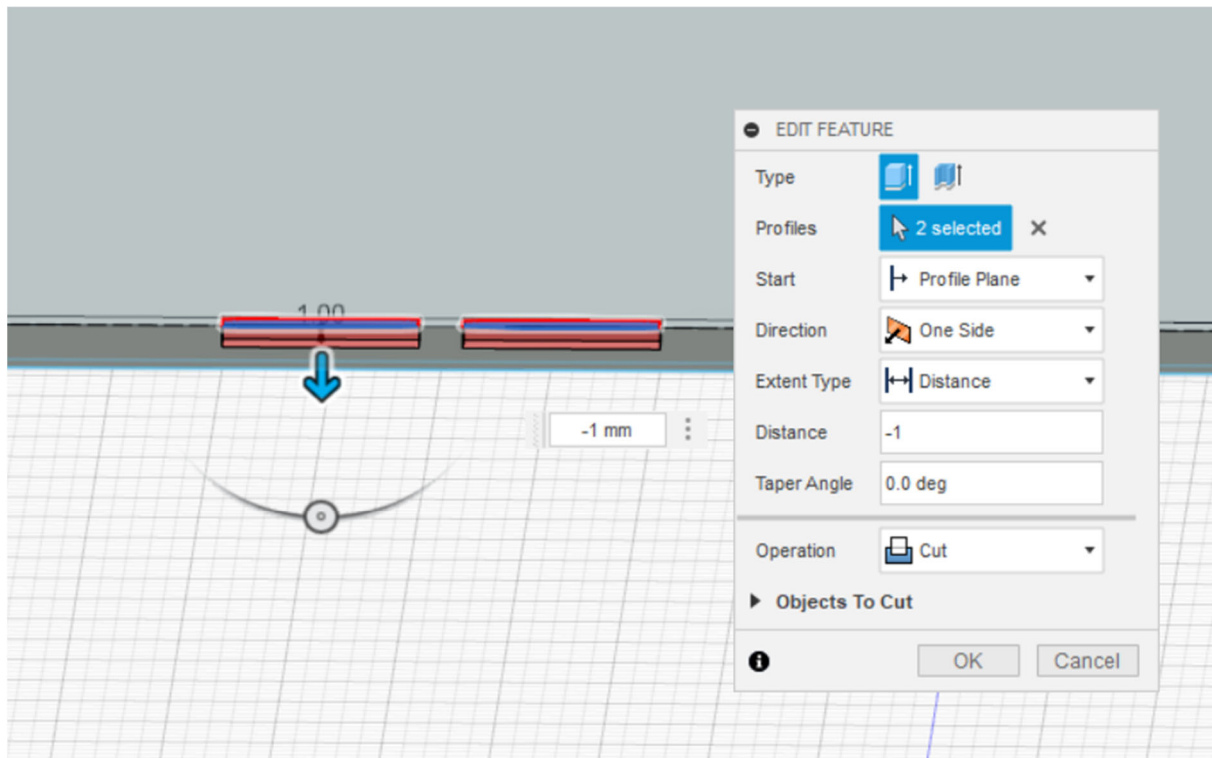 EDIT FEATURE
Type
Profiles 2 selected
Start Profile Plane
1.00
Direction One Side
Extent Type Distance
-1 mm
Distance -1
Taper Angle 0.0 deg
Operation Cut
Objects To Cut
OK Cancel